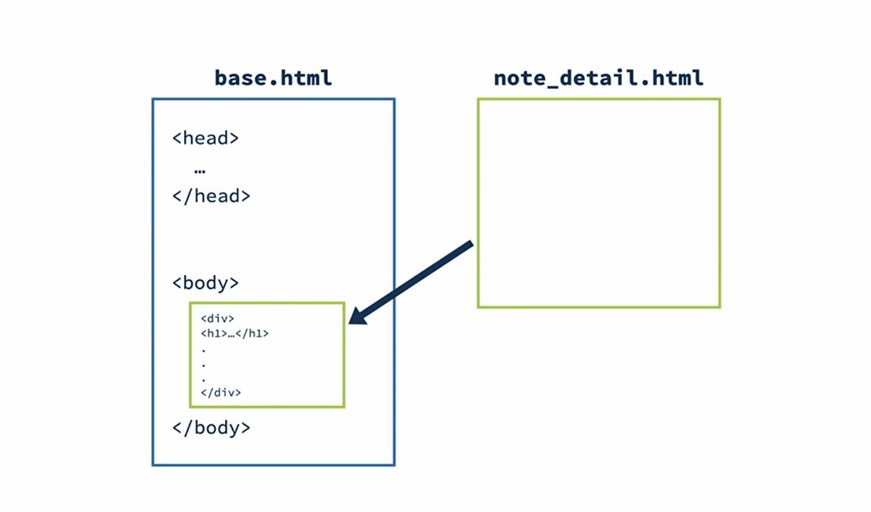 base.html
<head>
…
</head>
<body>
<div>
<h1>…</h1>
.
.
.
</div>
</body>
note_detail.html